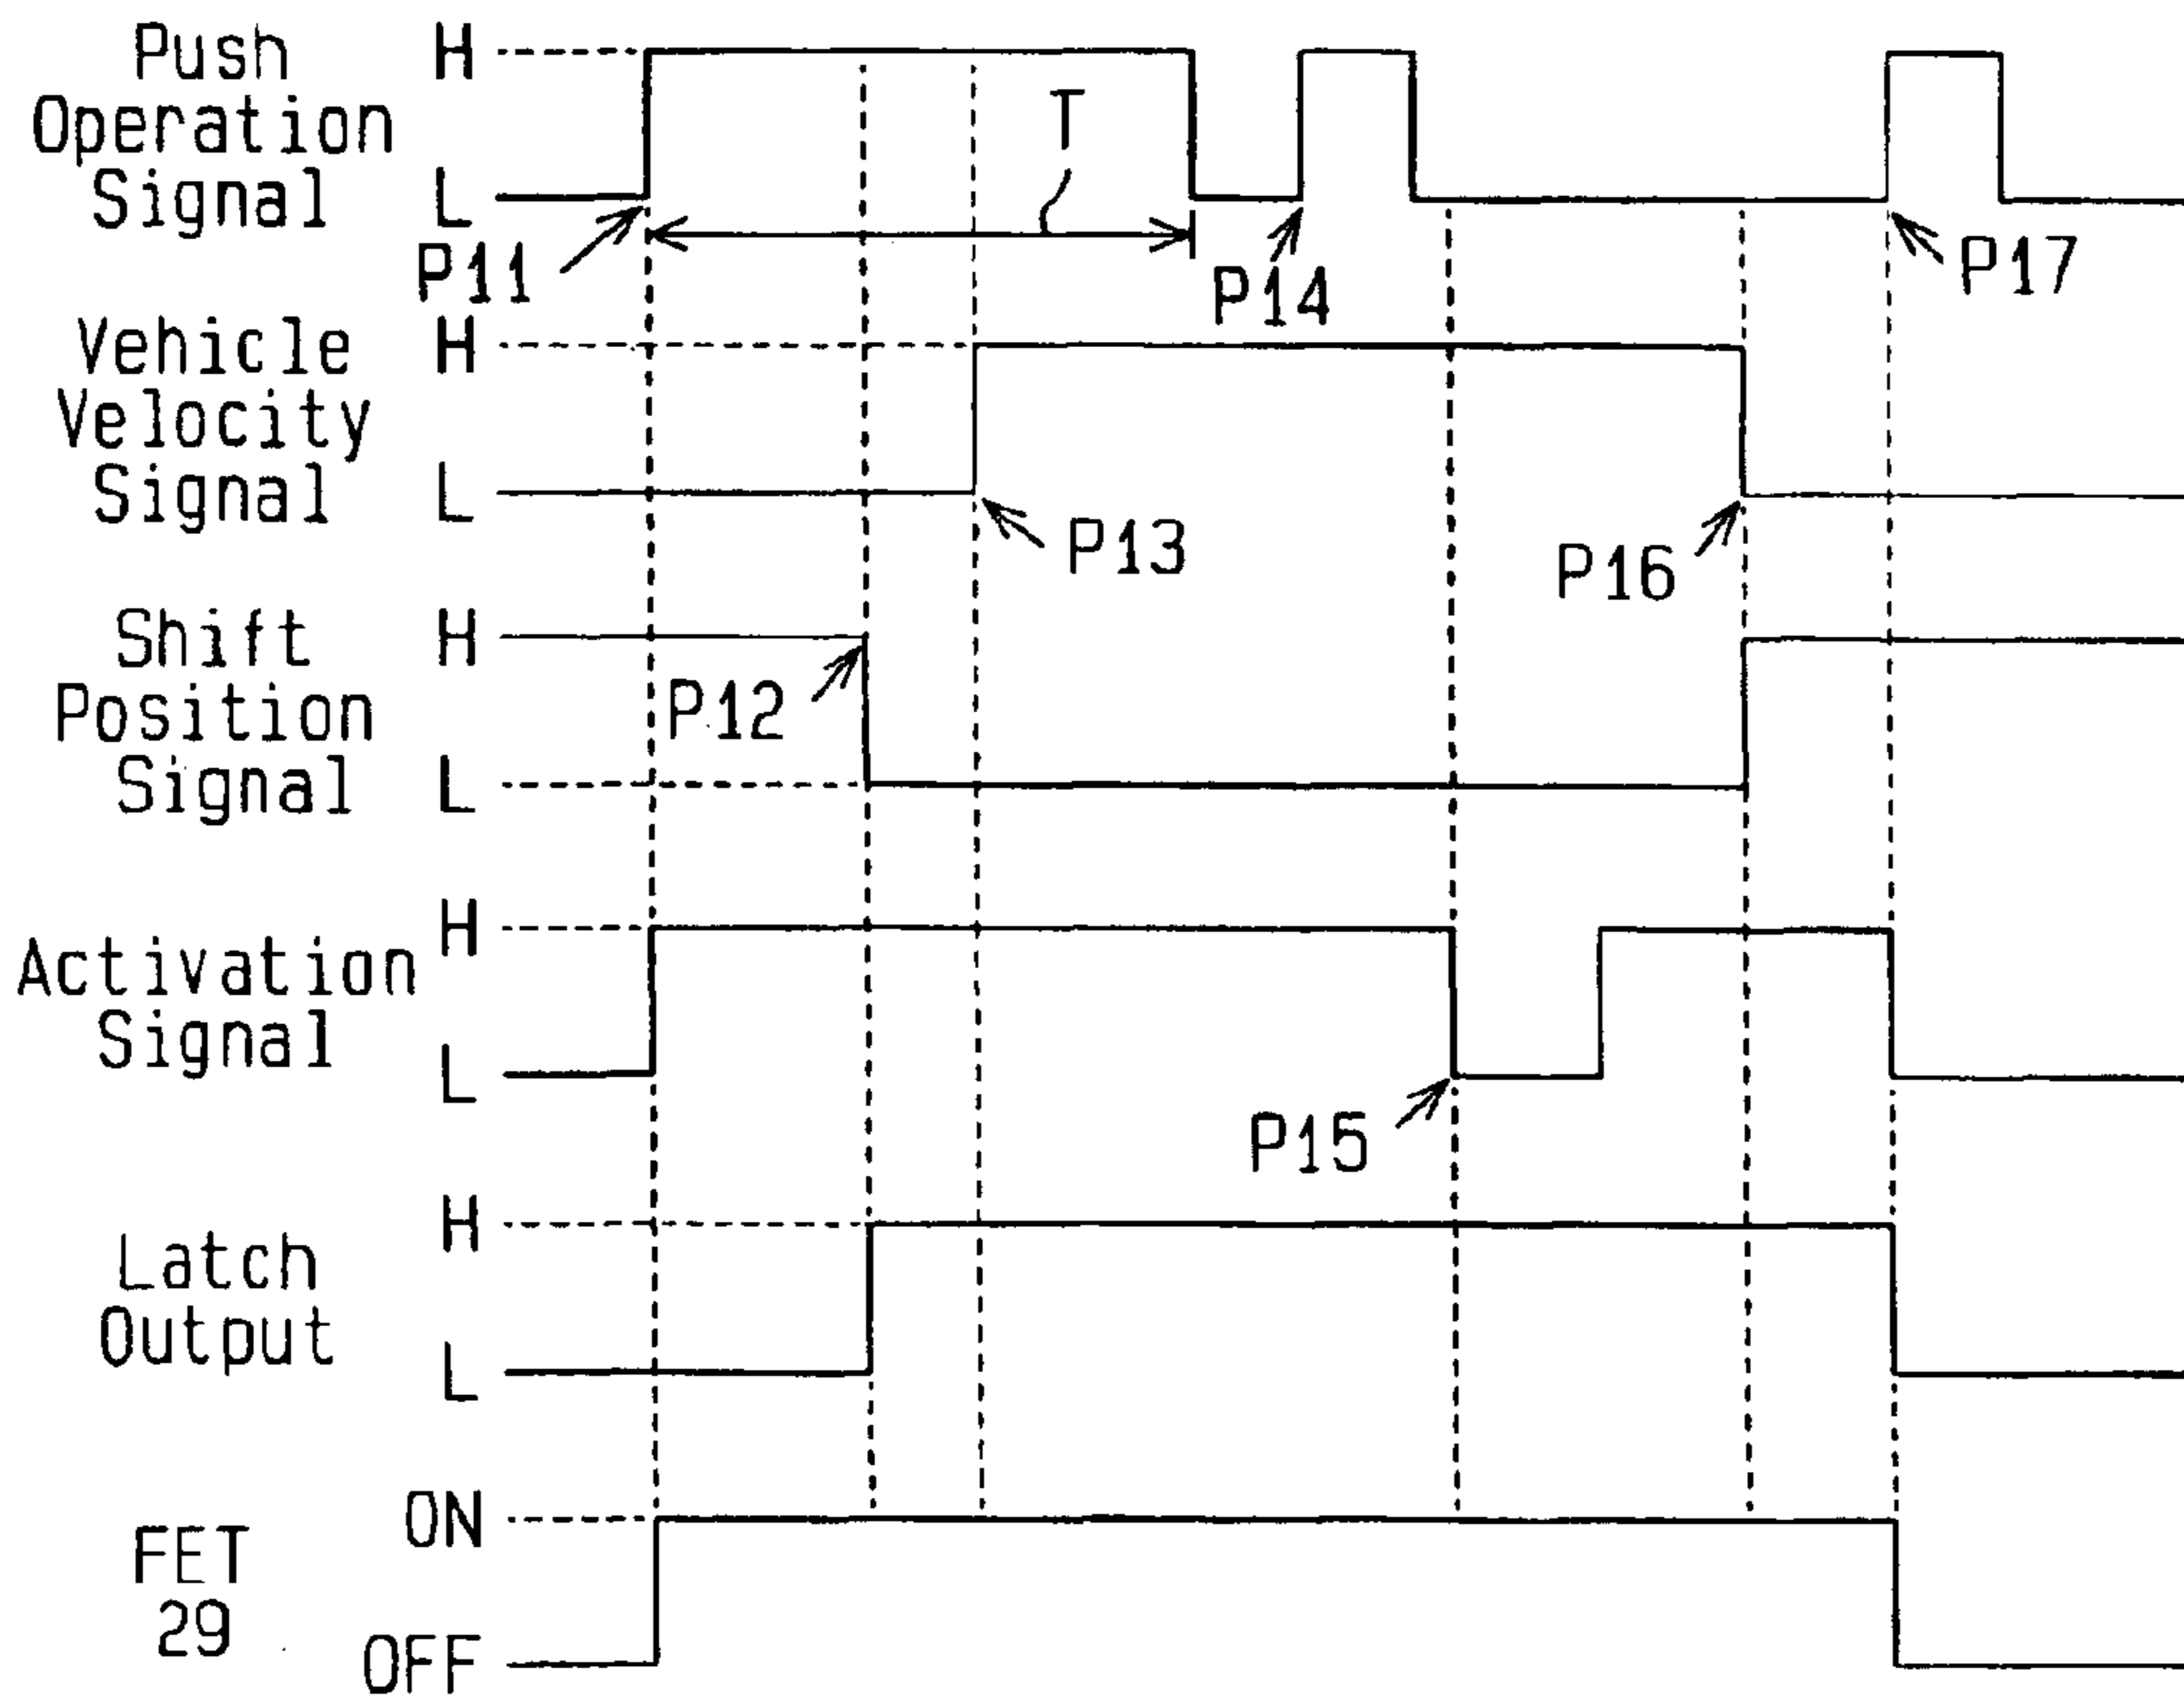 Push
Operation
Signal
H
L
T
P11
P14
P17
Vehicle
Velocity
Signal
H
L
P13
P16
Shift
Position
Signal
H
L
P12
Activation
Signal
H
L
P15
Latch
Output
H
L
FET
29
ON
OFF